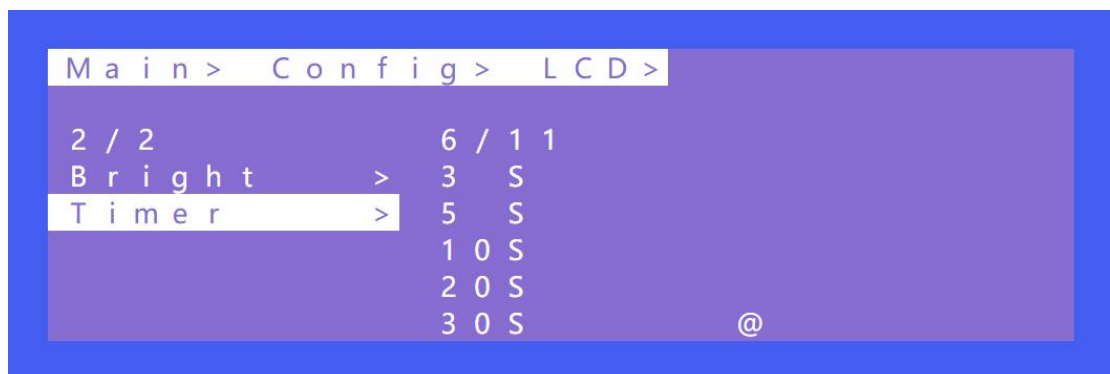 Main> Config> LCD>
2/2 6/11
Bright > 3 S
Timer > 5 S
10S
20S
30S @